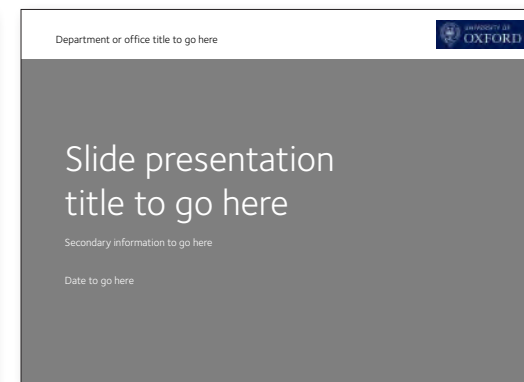 Department or office title to go here
UNIVERSITY OF
OXFORD
Slide presentation
title to go here
Secondary information to go here
Date to go here